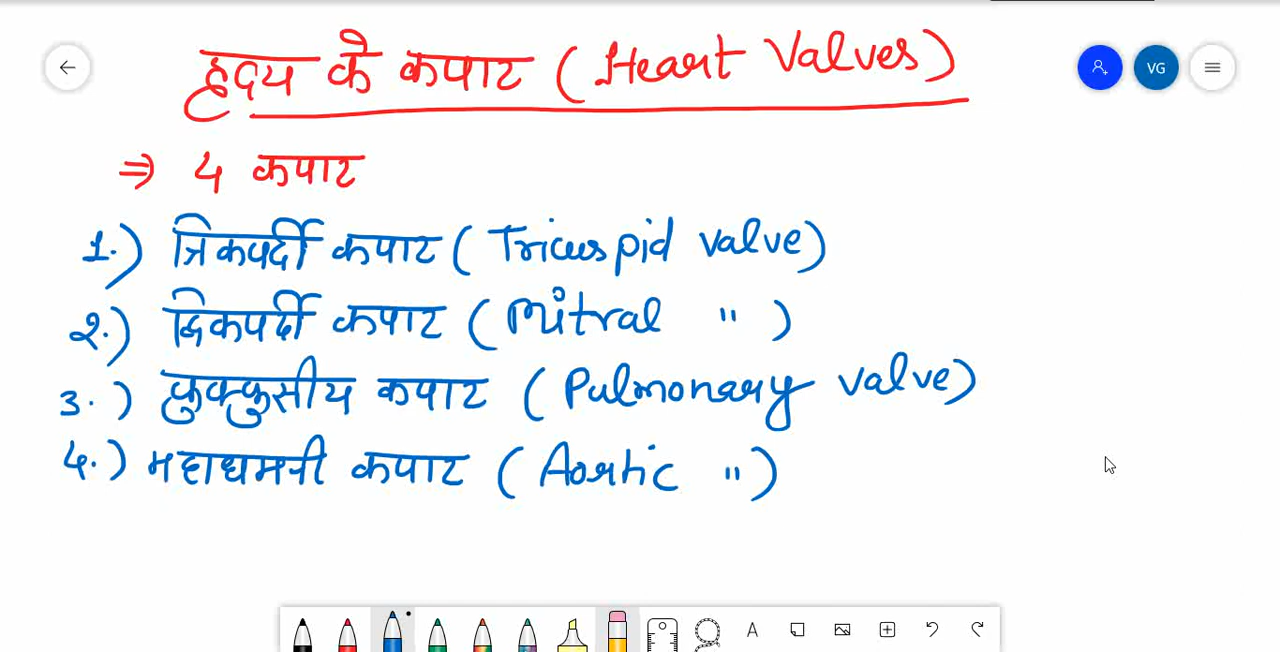 हृदय के कपाट ( Heart Valves )
VG
⇒ 4 कपाट
1.) त्रिकपर्दी कपाट ( Tricuspid valve )
2.) द्विकपर्दी कपाट ( Mitral " )
3.) फुफ्फुसीय कपाट ( Pulmonary valve )
4.) महाधमनी कपाट ( Aortic " )
A